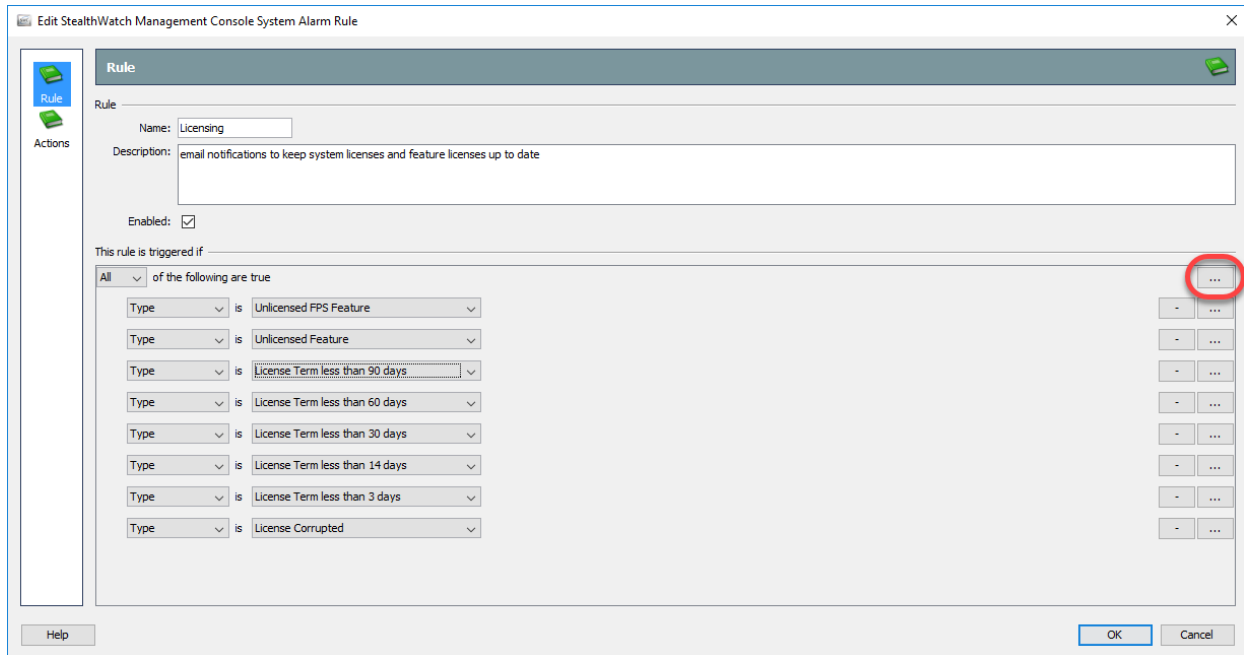 Edit StealthWatch Management Console System Alarm Rule
Rule
Rule
Actions
Rule
Name: Licensing
Description: email notifications to keep system licenses and feature licenses up to date
Enabled:
This rule is triggered if
All of the following are true ...
Type is Unlicensed FPS Feature - ...
Type is Unlicensed Feature - ...
Type is License Term less than 90 days - ...
Type is License Term less than 60 days - ...
Type is License Term less than 30 days - ...
Type is License Term less than 14 days - ...
Type is License Term less than 3 days - ...
Type is License Corrupted - ...
Help OK Cancel